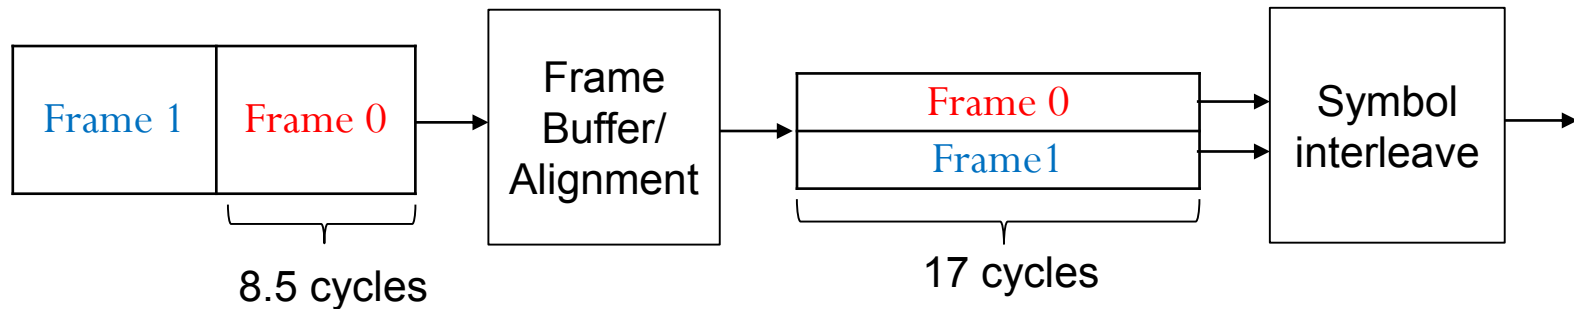 Frame 1
Frame 0
Frame
Buffer/
Alignment
Frame 0
Frame1
Symbol
interleave
8.5 cycles
17 cycles